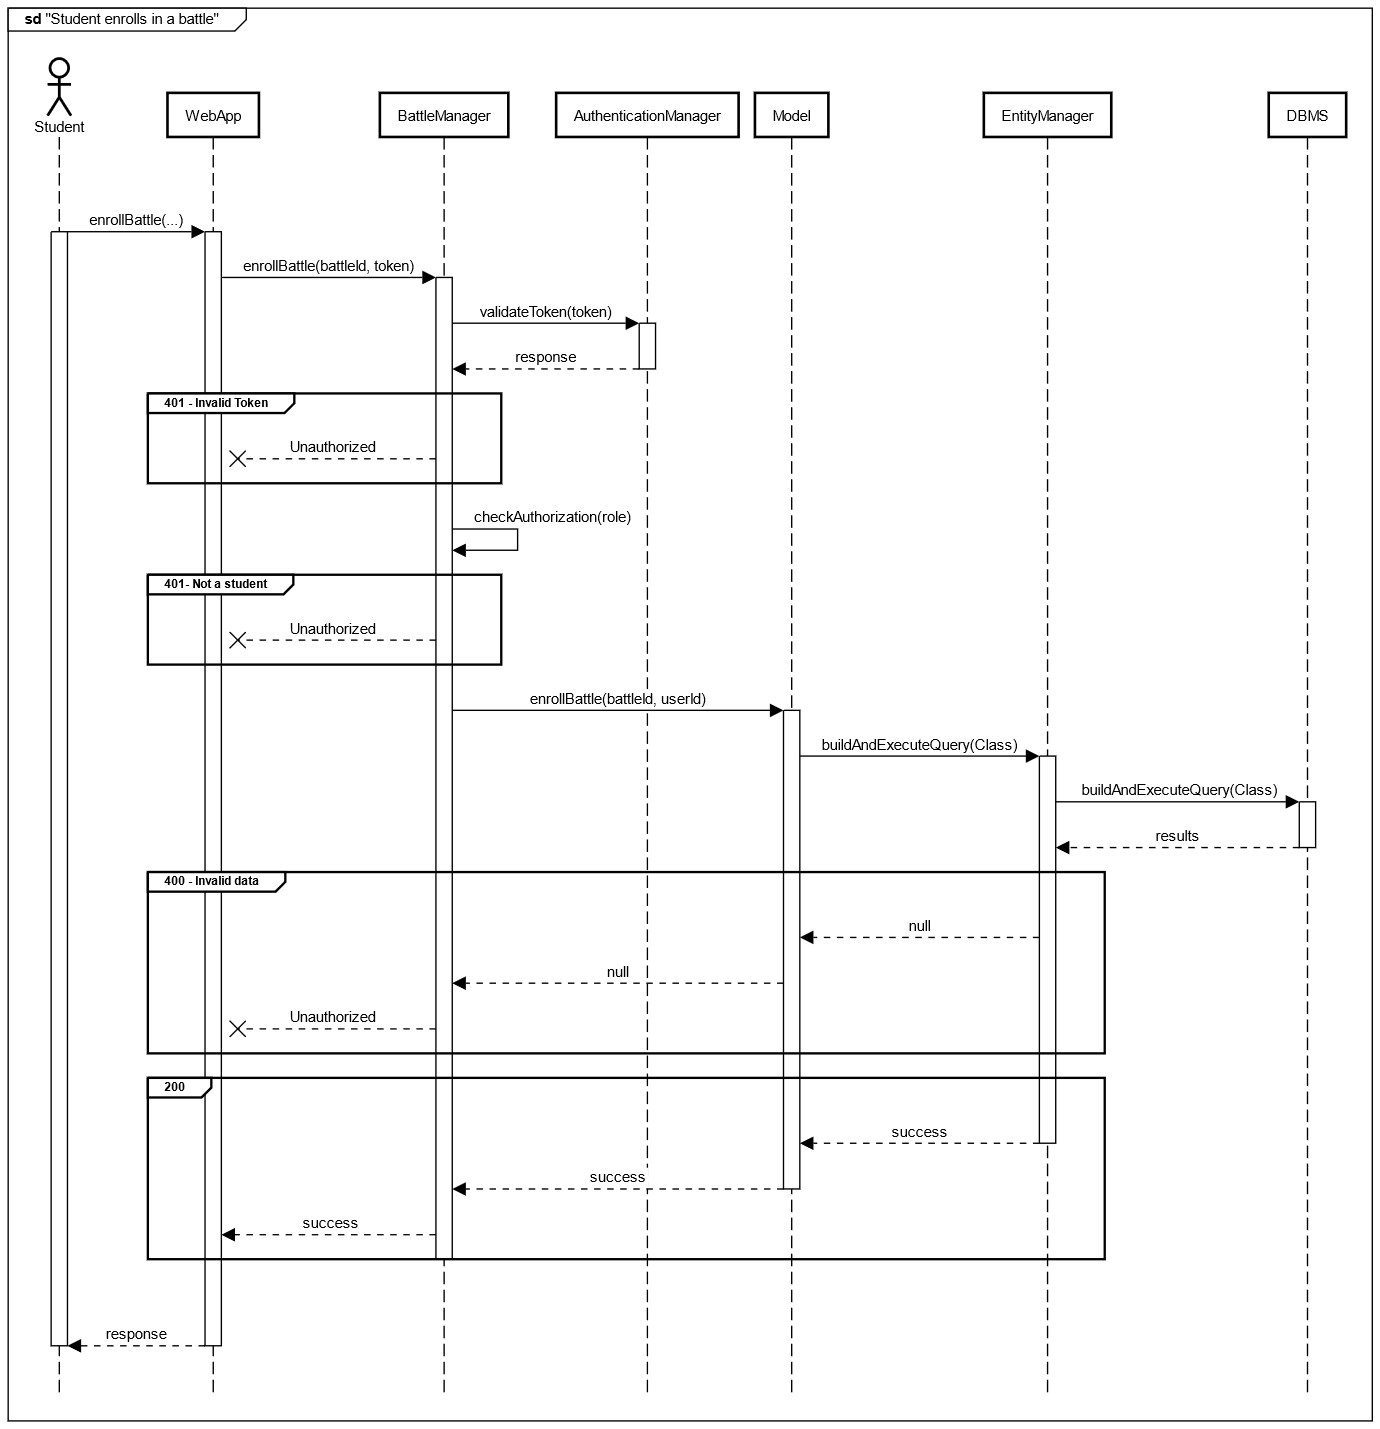 sd "Student enrolls in a battle"
Student
WebApp
BattleManager
AuthenticationManager
Model
EntityManager
DBMS
enrollBattle(...)
enrollBattle(battleId, token)
validateToken(token)
response
401 - Invalid Token
Unauthorized
checkAuthorization(role)
401- Not a student
Unauthorized
enrollBattle(battleId, userId)
buildAndExecuteQuery(Class)
buildAndExecuteQuery(Class)
results
400 - Invalid data
null
null
Unauthorized
200
success
success
success
response